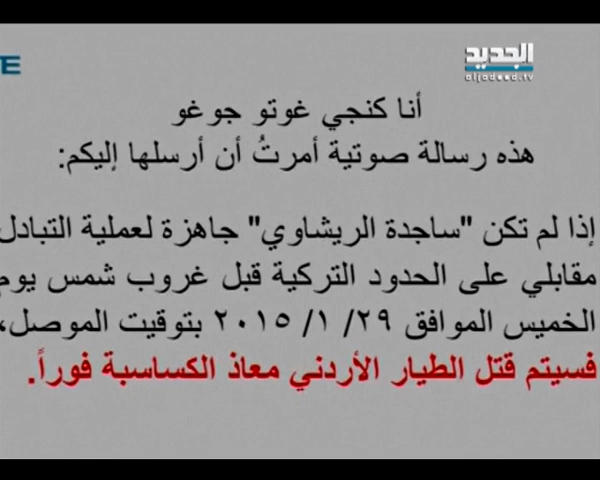 E
الجديد
aljadeed.tv
أنا كنجي غوتو جوغو
هذه رسالة صوتية أمرتُ أن أرسلها إليكم:
إذا لم تكن "ساجدة الريشاوي" جاهزة لعملية التبادل
مقابلي على الحدود التركية قبل غروب شمس يوم
الخميس الموافق ٢٩/ ١/ ٢٠١٥ بتوقيت الموصل،
فسيتم قتل الطيار الأردني معاذ الكساسبة فوراً.